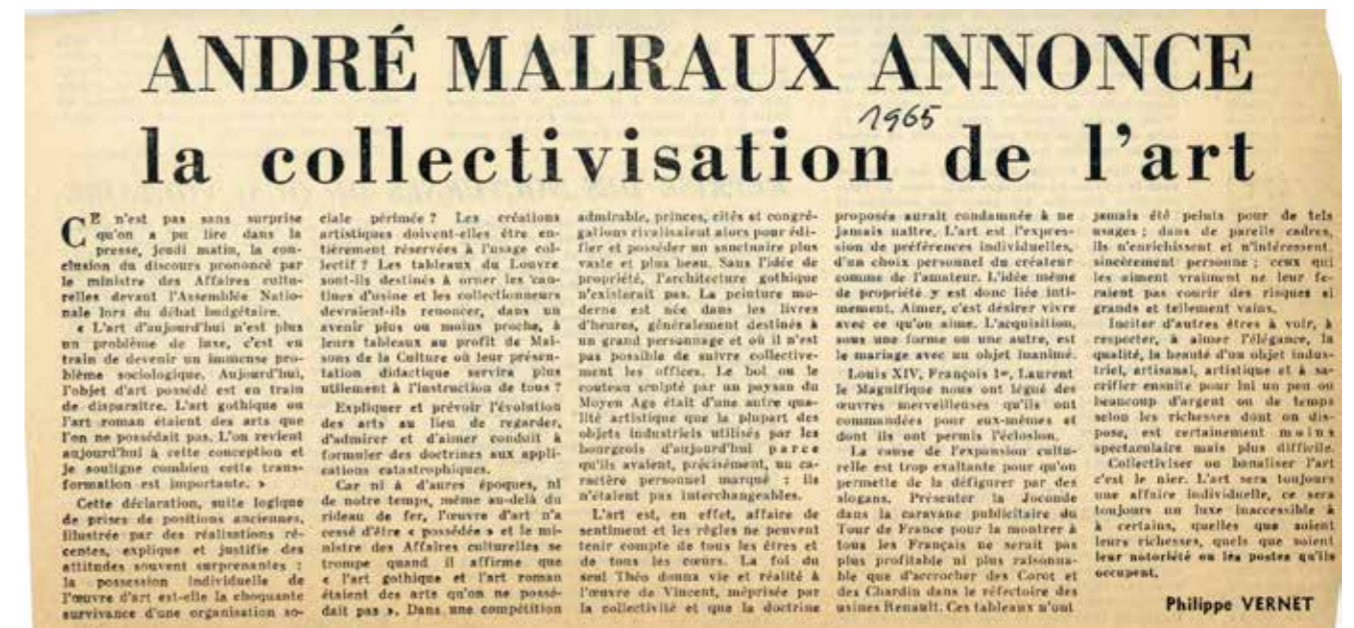 ANDRÉ MALRAUX ANNONCE
1965
la collectivisation de l'art
CE n'est pas sans surprise
qu'on a pu lire dans la
presse, jeudi matin, la con-
clusion du discours prononcé par
le ministre des Affaires cultu-
relles devant l'Assemblée Natio-
nale lors du débat budgétaire.
« L'art d'aujourd'hui n'est plus
un problème de luxe, c'est en
train de devenir un immense pro-
blème sociologique. Aujourd'hui,
l'objet d'art possédé est en train
de disparaître. L'art gothique ou
l'art roman étaient des arts que
l'on ne possédait pas. L'on revient
aujourd'hui à cette conception et
je souligne combien cette trans-
formation est importante. »
Cette déclaration, suite logique
de prises de positions anciennes,
illustrée par des réalisations ré-
centes, explique et justifie des
attitudes souvent surprenantes :
la possession individuelle de
l'œuvre d'art est-elle la choquante
survivance d'une organisation so-
ciale périmée ? Les créations
artistiques doivent-elles être en-
tièrement réservées à l'usage col-
lectif ? Les tableaux du Louvre
sont-ils destinés à orner les can-
tines d'usine et les collectionneurs
devraient-ils renoncer, dans un
avenir plus ou moins proche, à
leurs tableaux au profit de Mai-
sons de la Culture où leur présen-
tation didactique servira plus
utilement à l'instruction de tous ?
Expliquer et prévoir l'évolution
des arts au lieu de regarder,
d'admirer et d'aimer conduit à
formuler des doctrines aux appli-
cations catastrophiques.
Car ni à d'aures époques, ni
de notre temps, même au-delà du
rideau de fer, l'œuvre d'art n'a
cessé d'être « possédée » et le mi-
nistre des Affaires culturelles se
trompe quand il affirme que
« l'art gothique et l'art roman
étaient des arts qu'on ne possé-
dait pas ». Dans une compétition
admirable, princes, cités et congré-
gations rivalisaient alors pour édi-
fier et posséder un sanctuaire plus
vaste et plus beau. Sans l'idée de
propriété, l'architecture gothique
n'existerait pas. La peinture mo-
derne est née dans les livres
d'heures, généralement destinés à
un grand personnage et où il n'est
pas possible de suivre collective-
ment les offices. Le bol ou le
couteau sculpté par un paysan du
Moyen Age était d'une autre qua-
lité artistique que la plupart des
objets industriels utilisés par les
bourgeois d'aujourd'hui parce
qu'ils avaient, précisément, un ca-
ractère personnel marqué : ils
n'étaient pas interchangeables.
L'art est, en effet, affaire de
sentiment et les règles ne peuvent
tenir compte de tous les êtres et
de tous les cœurs. La foi du
seul Théo donna vie et réalité à
l'œuvre de Vincent, méprisée par
la collectivité et que la doctrine
proposée aurait condamnée à ne
jamais naître. L'art est l'expres-
sion de préférences individuelles,
d'un choix personnel du créateur
comme de l'amateur. L'idée même
de propriété y est donc liée inti-
mement. Aimer, c'est désirer vivre
avec ce qu'on aime. L'acquisition,
sous une forme ou une autre, est
le mariage avec un objet inanimé.
Louis XIV, François 1er, Laurent
le Magnifique nous ont légué des
œuvres merveilleuses qu'ils ont
commandées pour eux-mêmes et
dont ils ont permis l'éclosion.
La cause de l'expansion cultu-
relle est trop exaltante pour qu'on
permette de la défigurer par des
slogans. Présenter la Joconde
dans la caravane publicitaire du
Tour de France pour la montrer à
tous les Français ne serait pas
plus profitable ni plus raisonna-
ble que d'accrocher des Corot et
des Chardin dans le réfectoire des
usines Renault. Ces tableaux n'ont
jamais été peints pour de tels
usages ; dans de pareils cadres,
ils n'enrichissent et n'intéressent
sincèrement personne ; ceux qui
les aiment vraiment ne leur fe-
raient pas courir des risques si
grands et tellement vains.
Inciter d'autres êtres à voir, à
respecter, à aimer l'élégance, la
qualité, la beauté d'un objet indus-
triel, artisanal, artistique et à sa-
crifier ensuite pour lui un peu ou
beaucoup d'argent ou de temps
selon les richesses dont on dis-
pose, est certainement moins
spectaculaire mais plus difficile.
Collectiviser ou banaliser l'art
c'est le nier. L'art sera toujours
une affaire individuelle, ce sera
toujours un luxe inaccessible à
à certains, quelles que soient
leurs richesses, quels que soient
leur notoriété ou les postes qu'ils
occupent.
Philippe VERNET